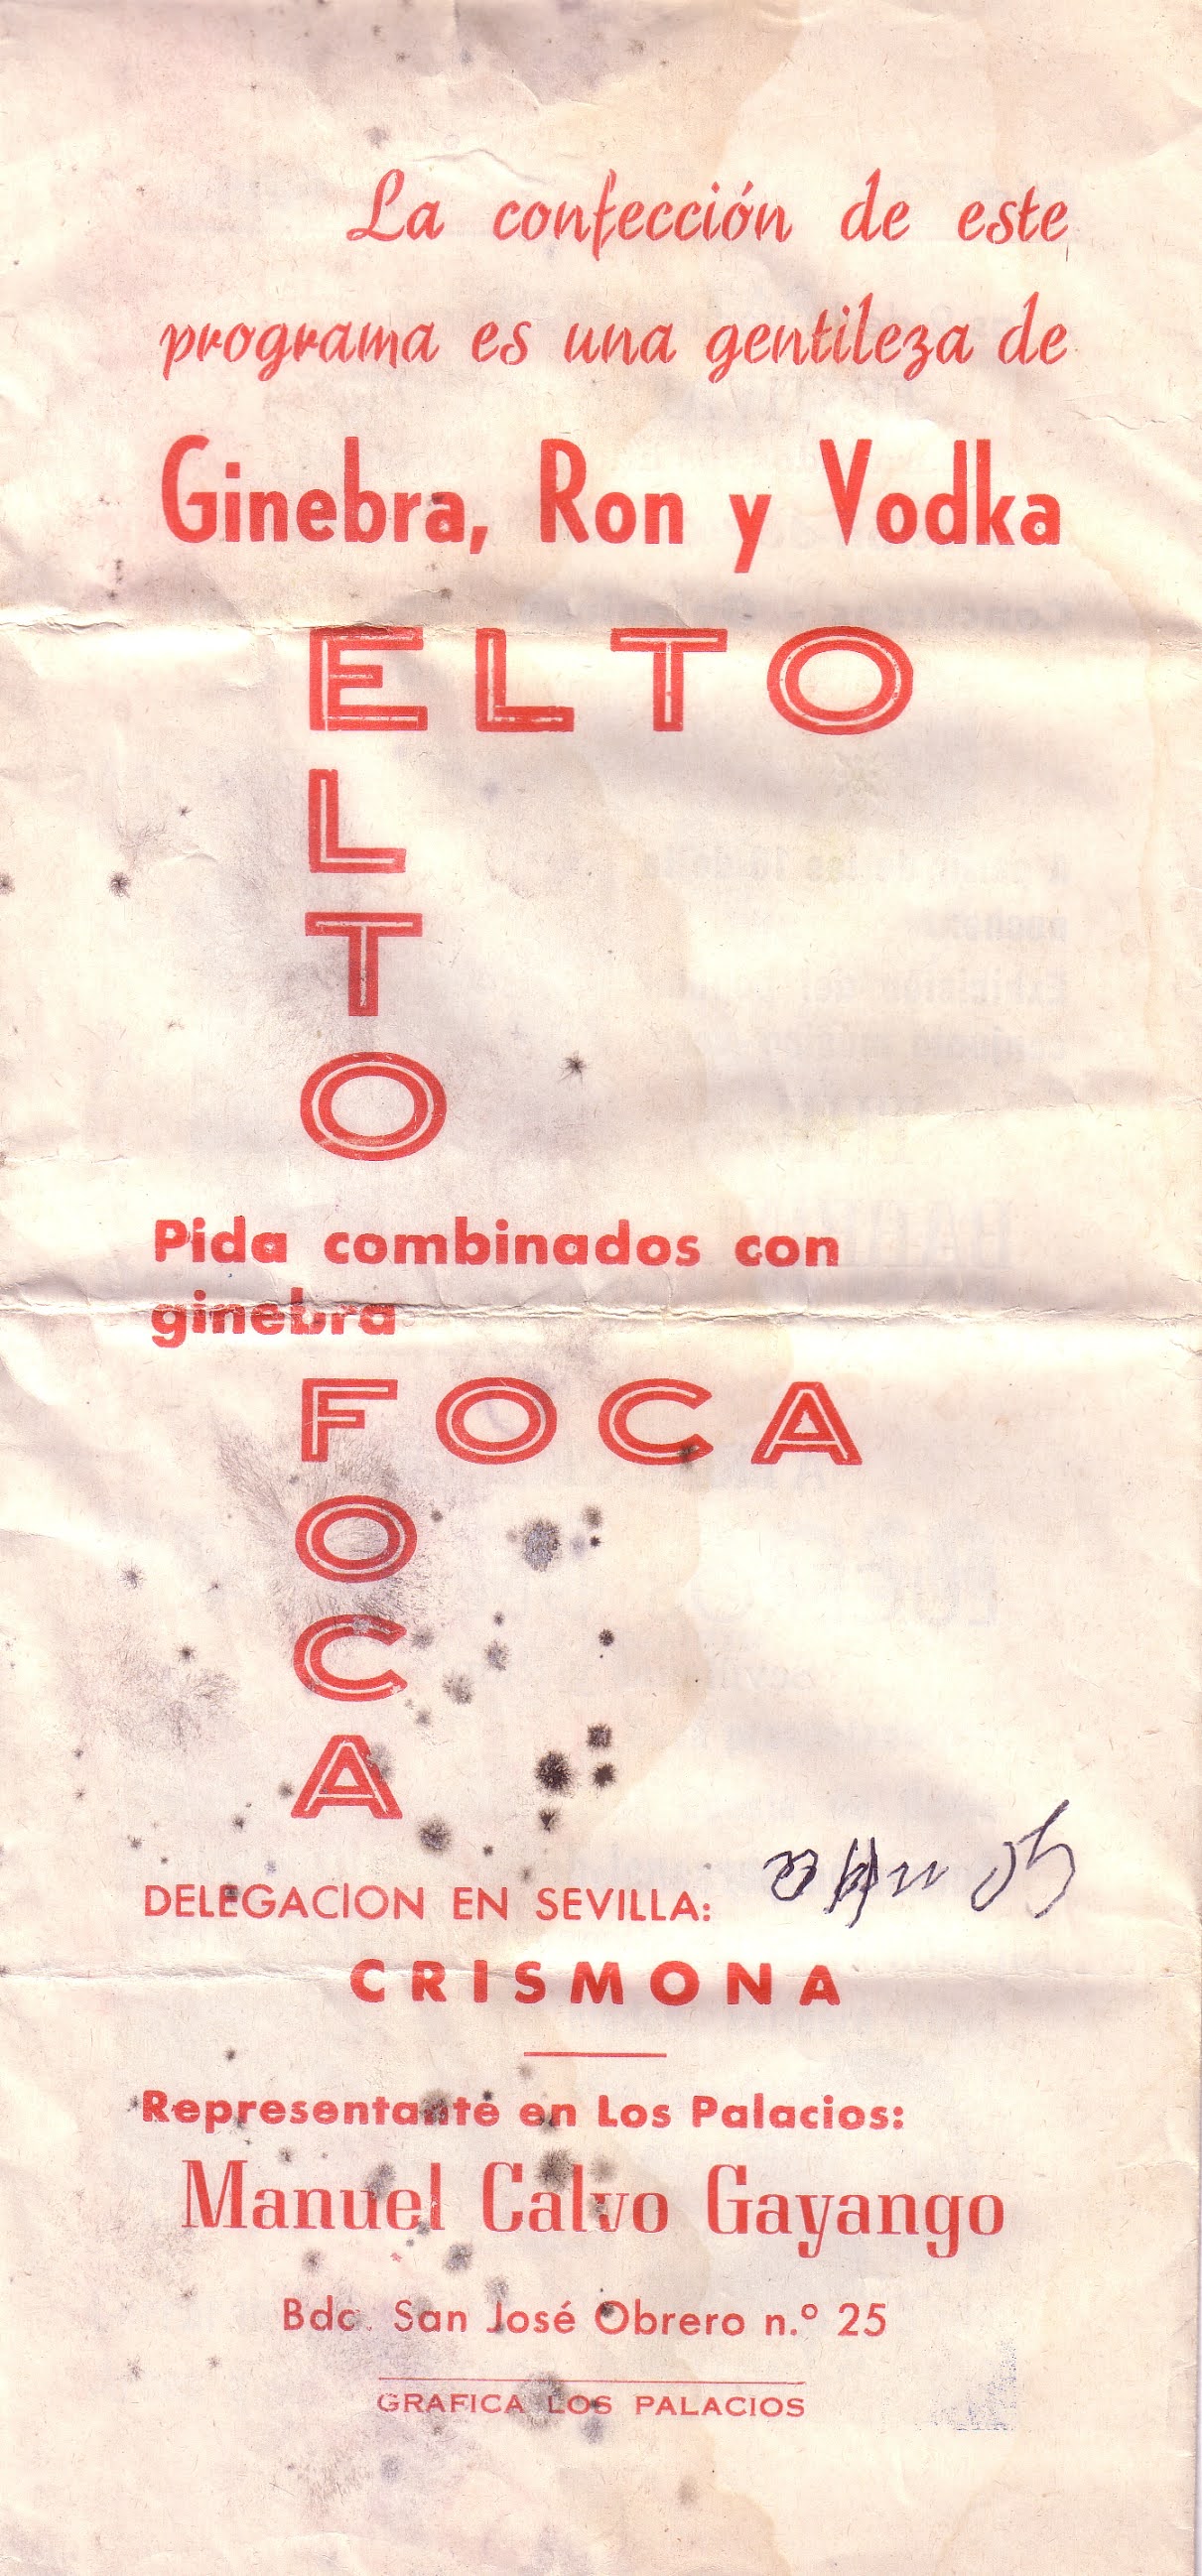 La confección de este
programa es una gentileza de
Ginebra, Ron y Vodka
ELTO
L
T
O
Pida combinados con
ginebra
FOCA
O
C
A
DELEGACION EN SEVILLA:
CRISMONA
Representante en Los Palacios:
Manuel Calvo Gayango
Bda. San José Obrero n.º 25
GRAFICA LOS PALACIOS